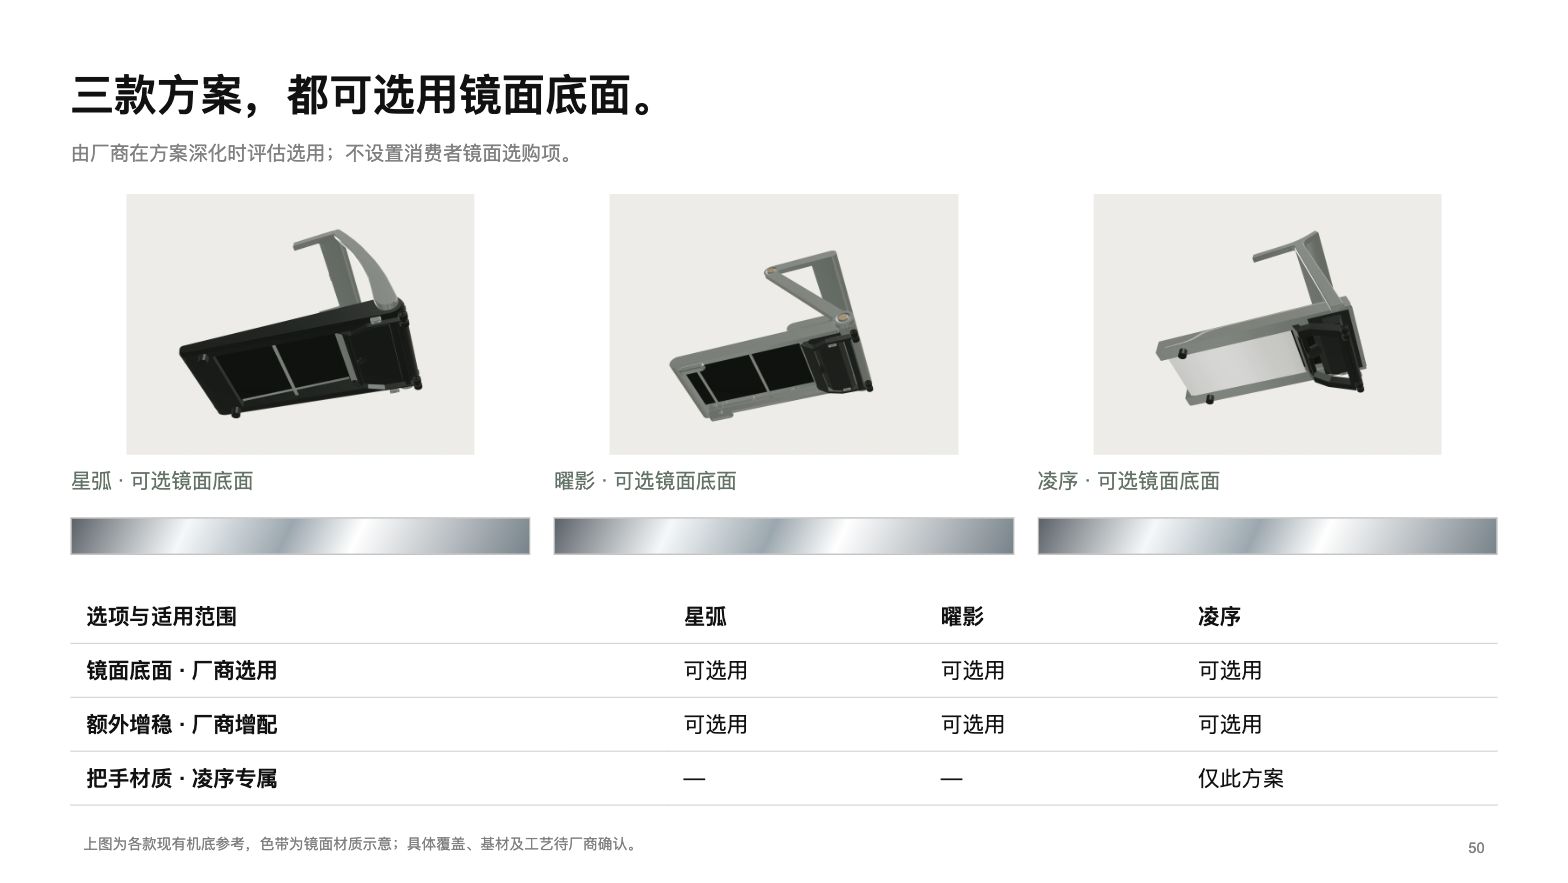 三款方案，都可选用镜面底面。
由厂商在方案深化时评估选用；不设置消费者镜面选购项。
星弧 · 可选镜面底面
曜影 · 可选镜面底面
凌序 · 可选镜面底面
选项与适用范围 星弧 曜影 凌序
镜面底面 · 厂商选用 可选用 可选用 可选用
额外增稳 · 厂商增配 可选用 可选用 可选用
把手材质 · 凌序专属 — — 仅此方案
上图为各款现有机底参考，色带为镜面材质示意；具体覆盖、基材及工艺待厂商确认。
50